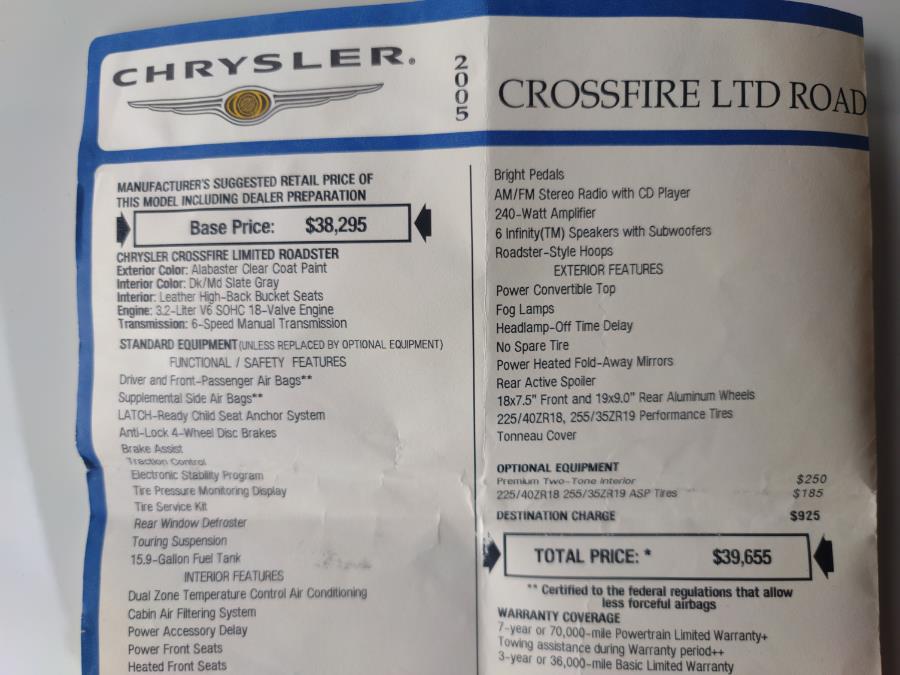 CHRYSLER®
2005
CROSSFIRE LTD ROAD
MANUFACTURER'S SUGGESTED RETAIL PRICE OF
THIS MODEL INCLUDING DEALER PREPARATION
Base Price: $38,295
CHRYSLER CROSSFIRE LIMITED ROADSTER
Exterior Color: Alabaster Clear Coat Paint
Interior Color: Dk/Md Slate Gray
Interior: Leather High-Back Bucket Seats
Engine: 3.2-Liter V6 SOHC 18-Valve Engine
Transmission: 6-Speed Manual Transmission
STANDARD EQUIPMENT (UNLESS REPLACED BY OPTIONAL EQUIPMENT)
FUNCTIONAL / SAFETY FEATURES
Driver and Front-Passenger Air Bags**
Supplemental Side Air Bags**
LATCH-Ready Child Seat Anchor System
Anti-Lock 4-Wheel Disc Brakes
Brake Assist
Traction Control
Electronic Stability Program
Tire Pressure Monitoring Display
Tire Service Kit
Rear Window Defroster
Touring Suspension
15.9-Gallon Fuel Tank
INTERIOR FEATURES
Dual Zone Temperature Control Air Conditioning
Cabin Air Filtering System
Power Accessory Delay
Power Front Seats
Heated Front Seats
Bright Pedals
AM/FM Stereo Radio with CD Player
240-Watt Amplifier
6 Infinity(TM) Speakers with Subwoofers
Roadster-Style Hoops
EXTERIOR FEATURES
Power Convertible Top
Fog Lamps
Headlamp-Off Time Delay
No Spare Tire
Power Heated Fold-Away Mirrors
Rear Active Spoiler
18x7.5" Front and 19x9.0" Rear Aluminum Wheels
225/40ZR18, 255/35ZR19 Performance Tires
Tonneau Cover
OPTIONAL EQUIPMENT
Premium Two-Tone Interior $250
225/40ZR18 255/35ZR19 ASP Tires $185
DESTINATION CHARGE $925
TOTAL PRICE: * $39,655
** Certified to the federal regulations that allow
less forceful airbags
WARRANTY COVERAGE
7-year or 70,000-mile Powertrain Limited Warranty+
Towing assistance during Warranty period++
3-year or 36,000-mile Basic Limited Warranty